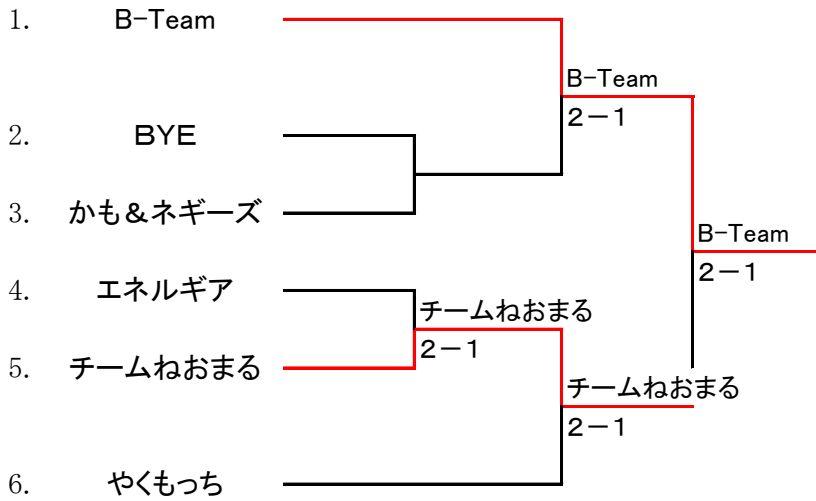 1. B-Team
B-Team
2-1
2. BYE
3. かも&ネギーズ
B-Team
2-1
4. エネルギア
チームねおまる
2-1
5. チームねおまる
チームねおまる
2-1
6. やくもっち